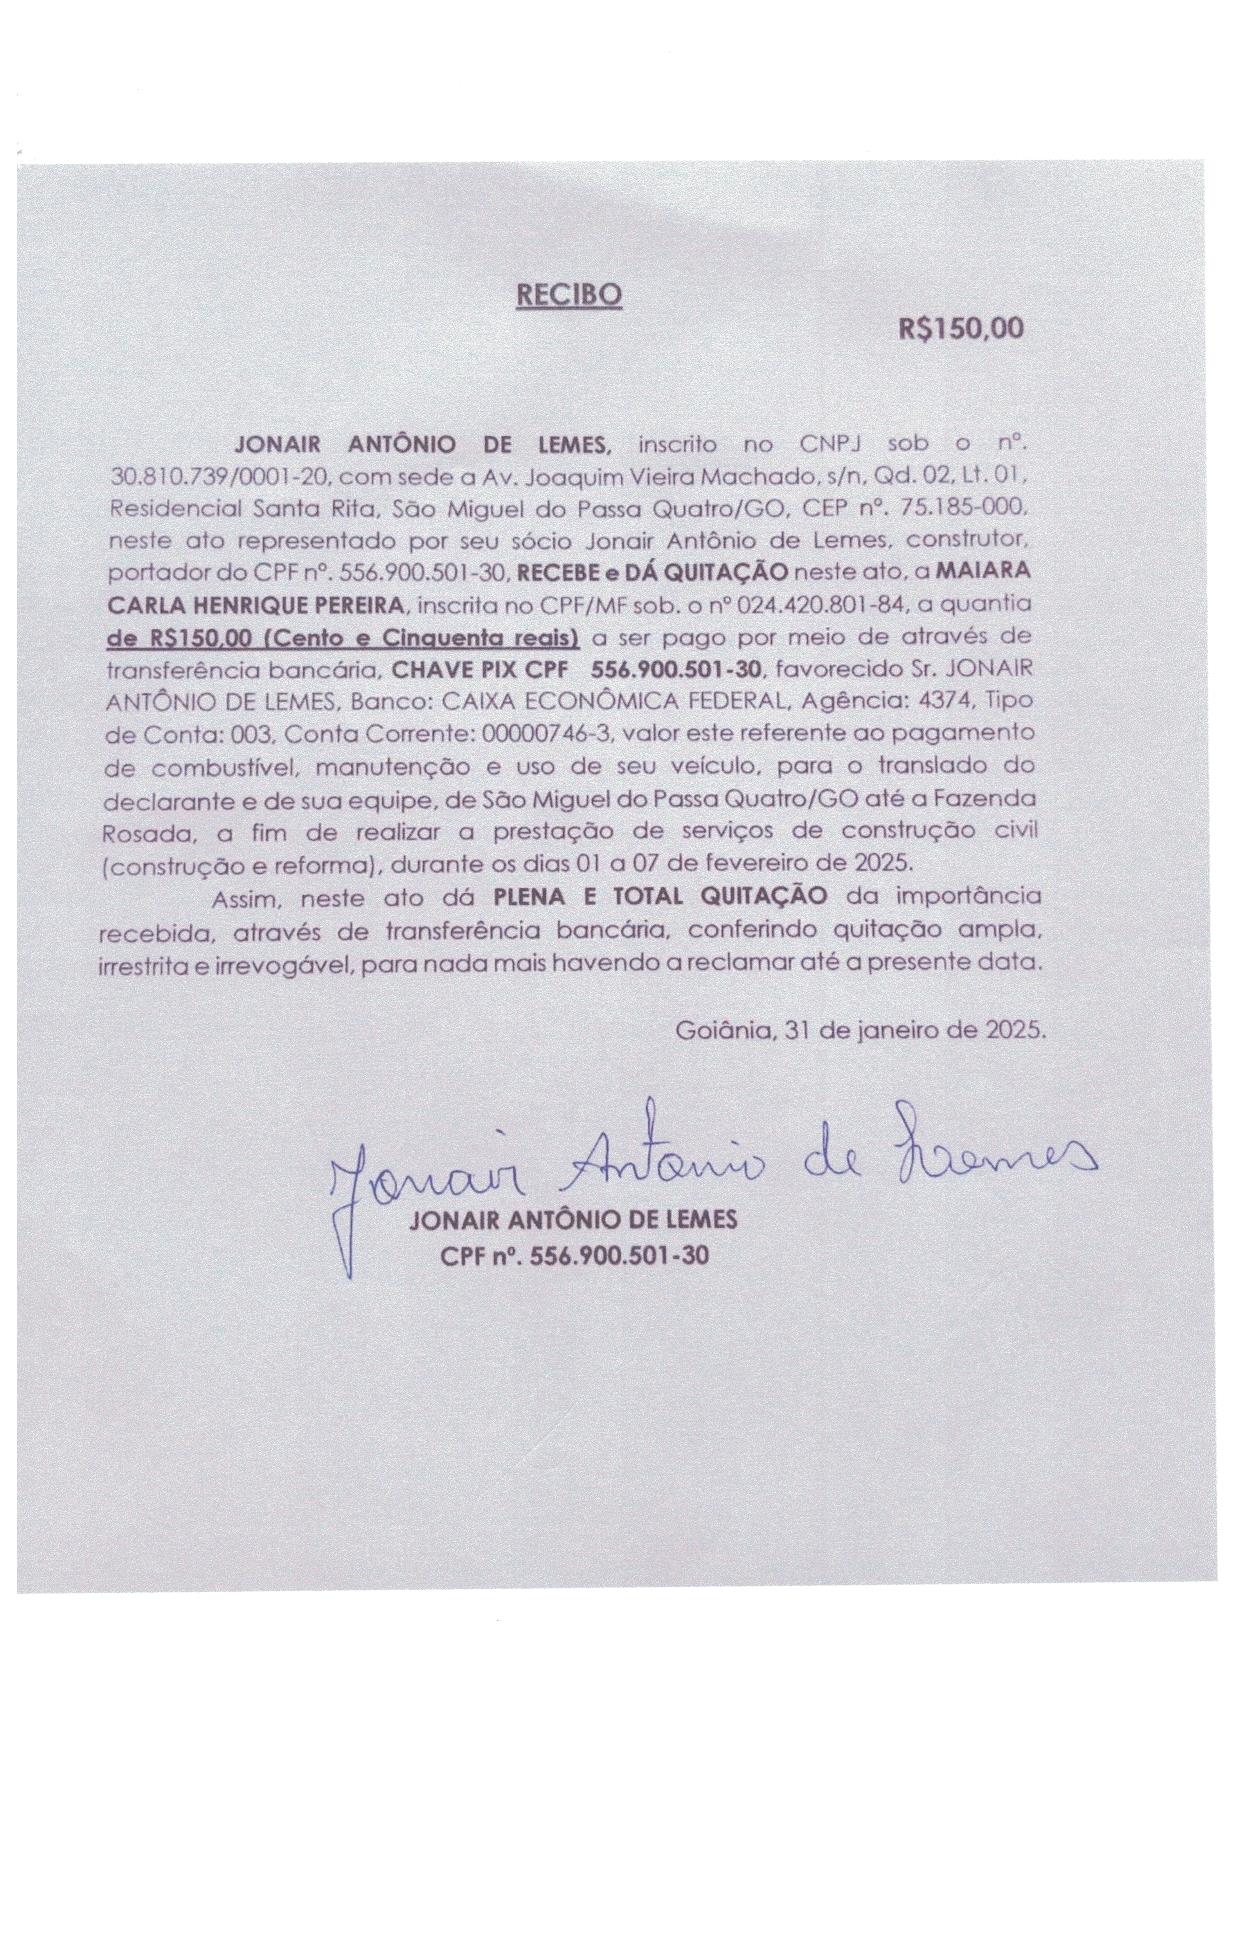 RECIBO
R$150,00
JONAIR ANTÔNIO DE LEMES, inscrito no CNPJ sob o nº.
30.810.739/0001-20, com sede a Av. Joaquim Vieira Machado, s/n, Qd. 02, Lt. 01,
Residencial Santa Rita, São Miguel do Passa Quatro/GO, CEP nº. 75.185-000,
neste ato representado por seu sócio Jonair Antônio de Lemes, construtor,
portador do CPF nº. 556.900.501-30, RECEBE e DÁ QUITAÇÃO neste ato, a MAIARA
CARLA HENRIQUE PEREIRA, inscrita no CPF/MF sob. o nº 024.420.801-84, a quantia
de R$150,00 (Cento e Cinquenta reais) a ser pago por meio de através de
transferência bancária, CHAVE PIX CPF 556.900.501-30, favorecido Sr. JONAIR
ANTÔNIO DE LEMES, Banco: CAIXA ECONÔMICA FEDERAL, Agência: 4374, Tipo
de Conta: 003, Conta Corrente: 00000746-3, valor este referente ao pagamento
de combustível, manutenção e uso de seu veículo, para o translado do
declarante e de sua equipe, de São Miguel do Passa Quatro/GO até a Fazenda
Rosada, a fim de realizar a prestação de serviços de construção civil
(construção e reforma), durante os dias 01 a 07 de fevereiro de 2025.
Assim, neste ato dá PLENA E TOTAL QUITAÇÃO da importância
recebida, através de transferência bancária, conferindo quitação ampla,
irrestrita e irrevogável, para nada mais havendo a reclamar até a presente data.
Goiânia, 31 de janeiro de 2025.
Jonair Antonio de Lemes
JONAIR ANTÔNIO DE LEMES
CPF nº. 556.900.501-30